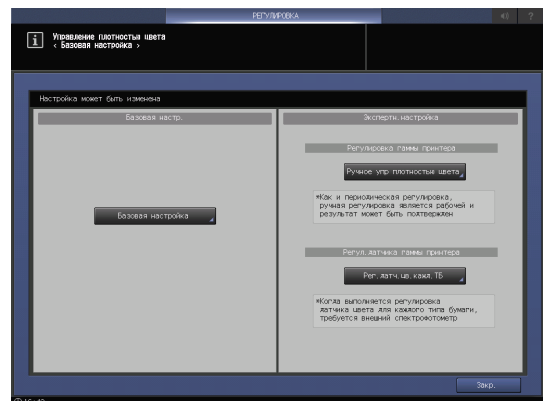 РЕГУЛИРОВКА
Управление плотностью цвета
< Базовая настройка >
Настройка может быть изменена
Базовая настр.
Экспертн.настройка
Регулировка гаммы принтера
Ручное упр плотностью цвета
*Как и периодическая регулировка,
ручная регулировка является рабочей и
результат может быть подтвержден
Базовая настройка
Регул.датчика гаммы принтера
Рег.датч.цв.кажд.ТБ
*Когда выполняется регулировка
датчика цвета для каждого типа бумаги,
требуется внешний спектрофотометр
Закр.